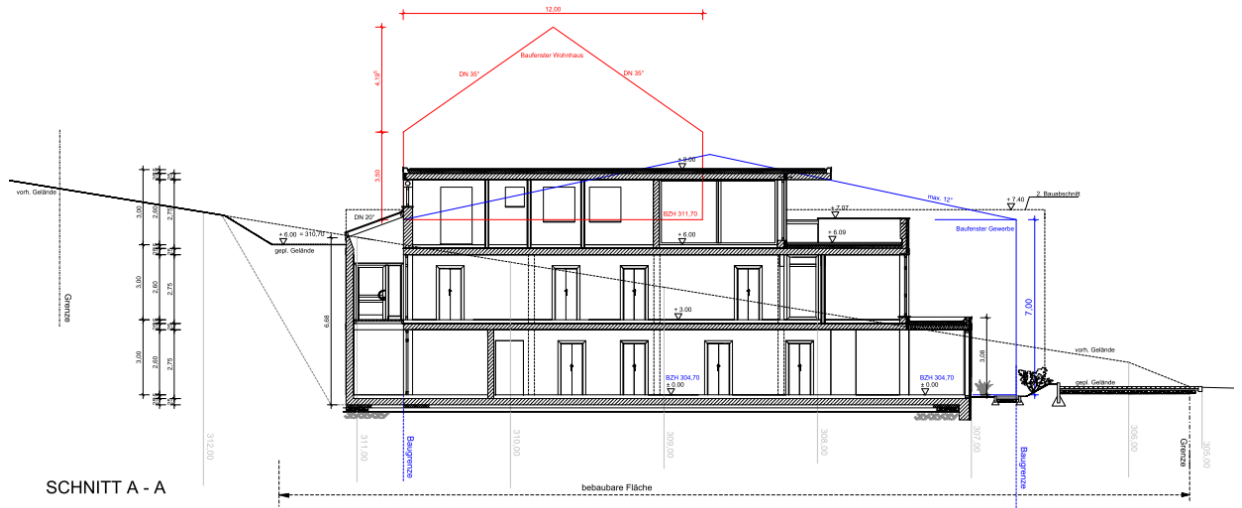 12,00
Baufenster Wohnhaus
DN 35°
DN 35°
4.19⁵
3,50
vorh. Gelände
+ 9.00
max. 12°
2. Bauabschnitt
+ 7.40
+ 7.07
DN 20°
BZH 311,70
Baufenster Gewerbe
+ 6.00 = 310,70
gepl. Gelände
+ 6.00
+ 6.09
3,00
2,60
2,75
3,00
2,60
2,75
3,00
2,60
2,75
Grenze
6,68
+ 3.00
7,00
3,08
vorh. Gelände
gepl. Gelände
BZH 304,70
± 0.00
BZH 304,70
± 0.00
312.00
311.00
310.00
309.00
308.00
307.00
306.00
305.00
Baugrenze
Baugrenze
Grenze
SCHNITT A - A
bebaubare Fläche